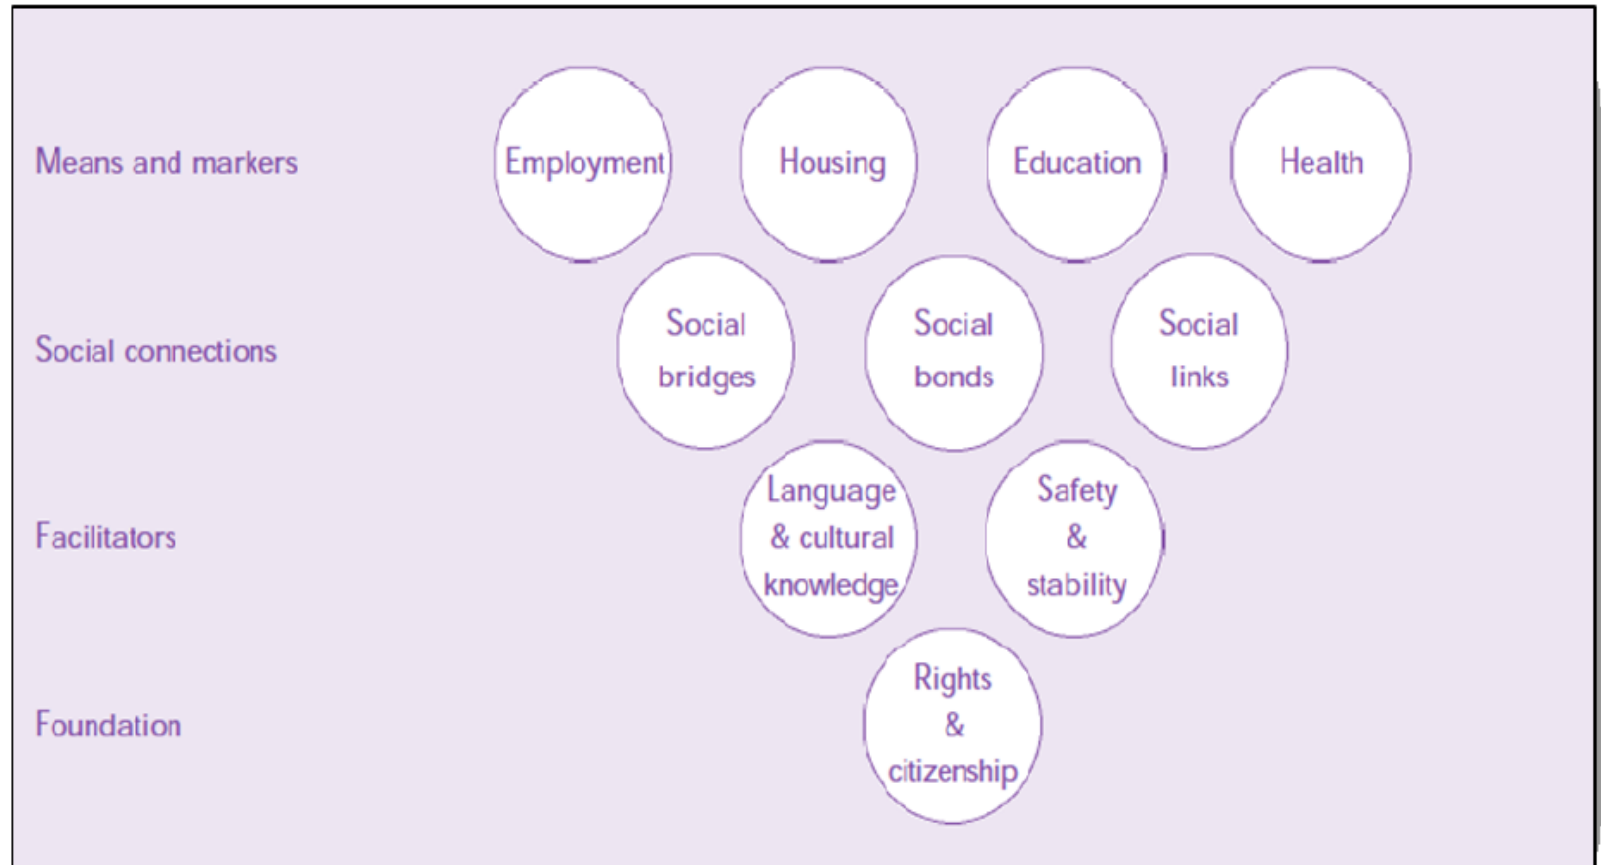 Means and markers
Employment
Housing
Education
Health
Social connections
Social
bridges
Social
bonds
Social
links
Facilitators
Language
& cultural
knowledge
Safety
&
stability
Foundation
Rights
&
citizenship